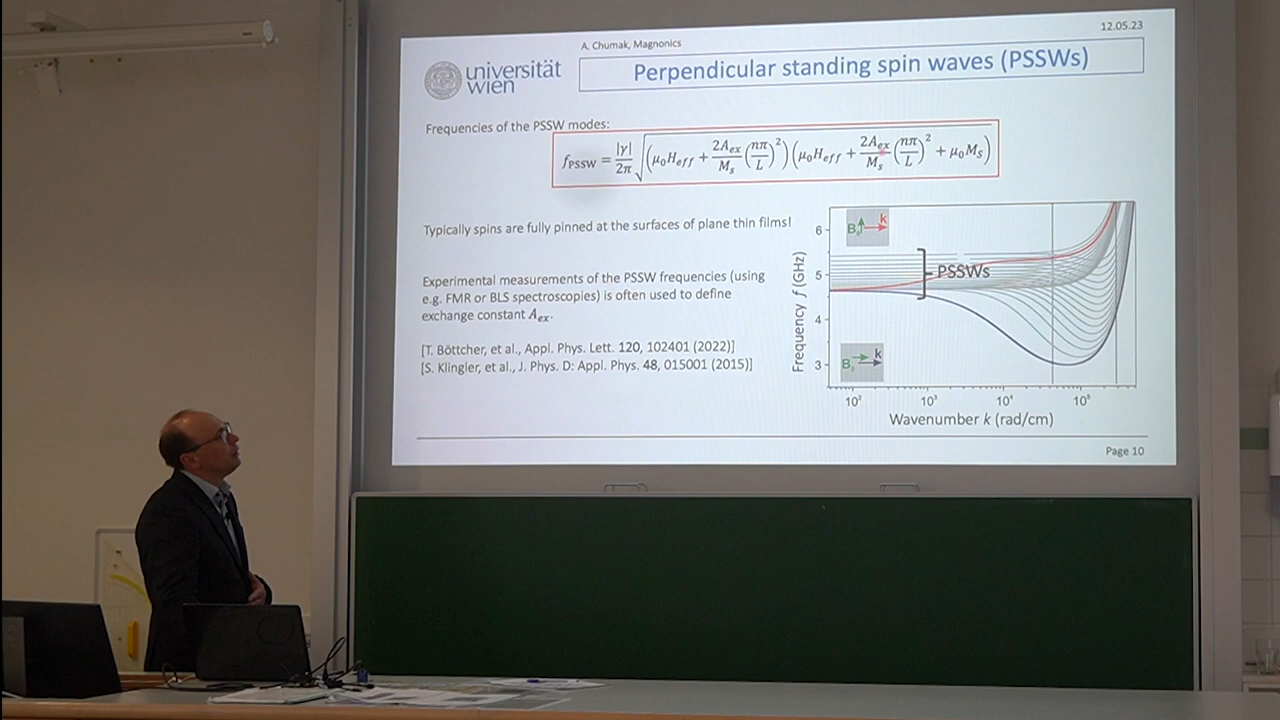 12.05.23
A. Chumak, Magnonics
universität
wien
Perpendicular standing spin waves (PSSWs)
Frequencies of the PSSW modes:
f_PSSW = |γ|/2π √((μ₀H_eff + 2A_ex/M_s (nπ/L)²)(μ₀H_eff + 2A_ex/M_s (nπ/L)² + μ₀M_S))
Typically spins are fully pinned at the surfaces of plane thin films!
Experimental measurements of the PSSW frequencies (using
e.g. FMR or BLS spectroscopies) is often used to define
exchange constant A_ex.
[T. Böttcher, et al., Appl. Phys. Lett. 120, 102401 (2022)]
[S. Klingler, et al., J. Phys. D: Appl. Phys. 48, 015001 (2015)]
Frequency f (GHz)
6
5
4
3
B₀ k
PSSWs
B₀ k
10² 10³ 10⁴ 10⁵
Wavenumber k (rad/cm)
Page 10